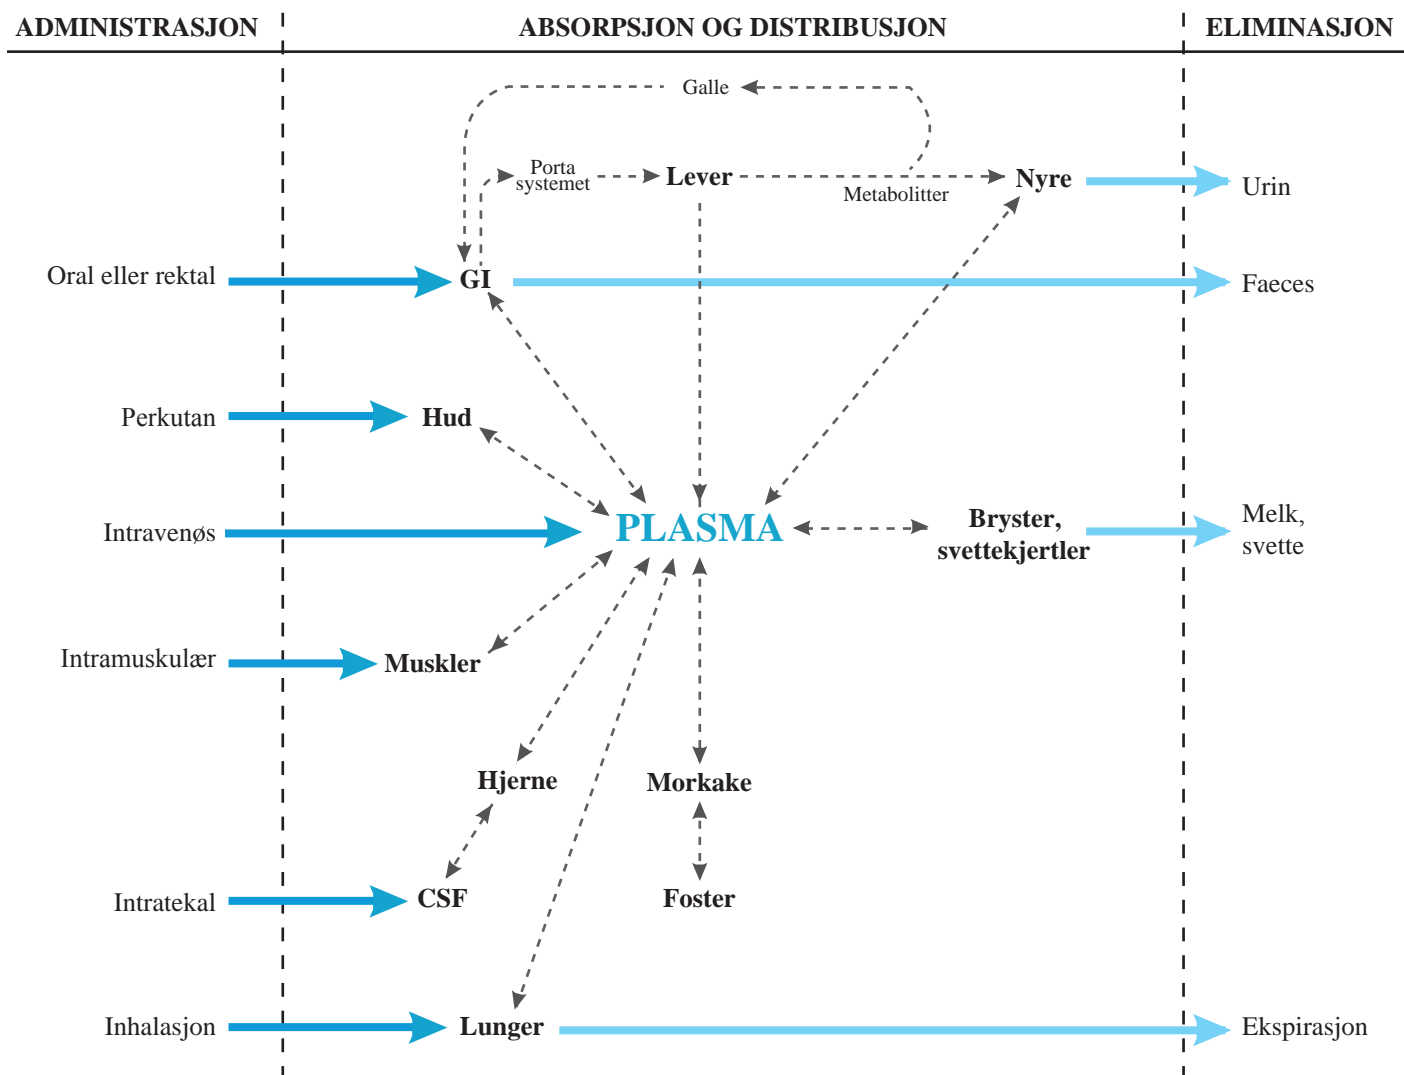 ADMINISTRASJON
ABSORPSJON OG DISTRIBUSJON
ELIMINASJON
Galle
Porta
systemet
Lever
Metabolitter
Nyre
Urin
Oral eller rektal
GI
Faeces
Perkutan
Hud
Intravenøs
PLASMA
Bryster,
svettekjertler
Melk,
svette
Intramuskulær
Muskler
Hjerne
Morkake
Intratekal
CSF
Foster
Inhalasjon
Lunger
Ekspirasjon